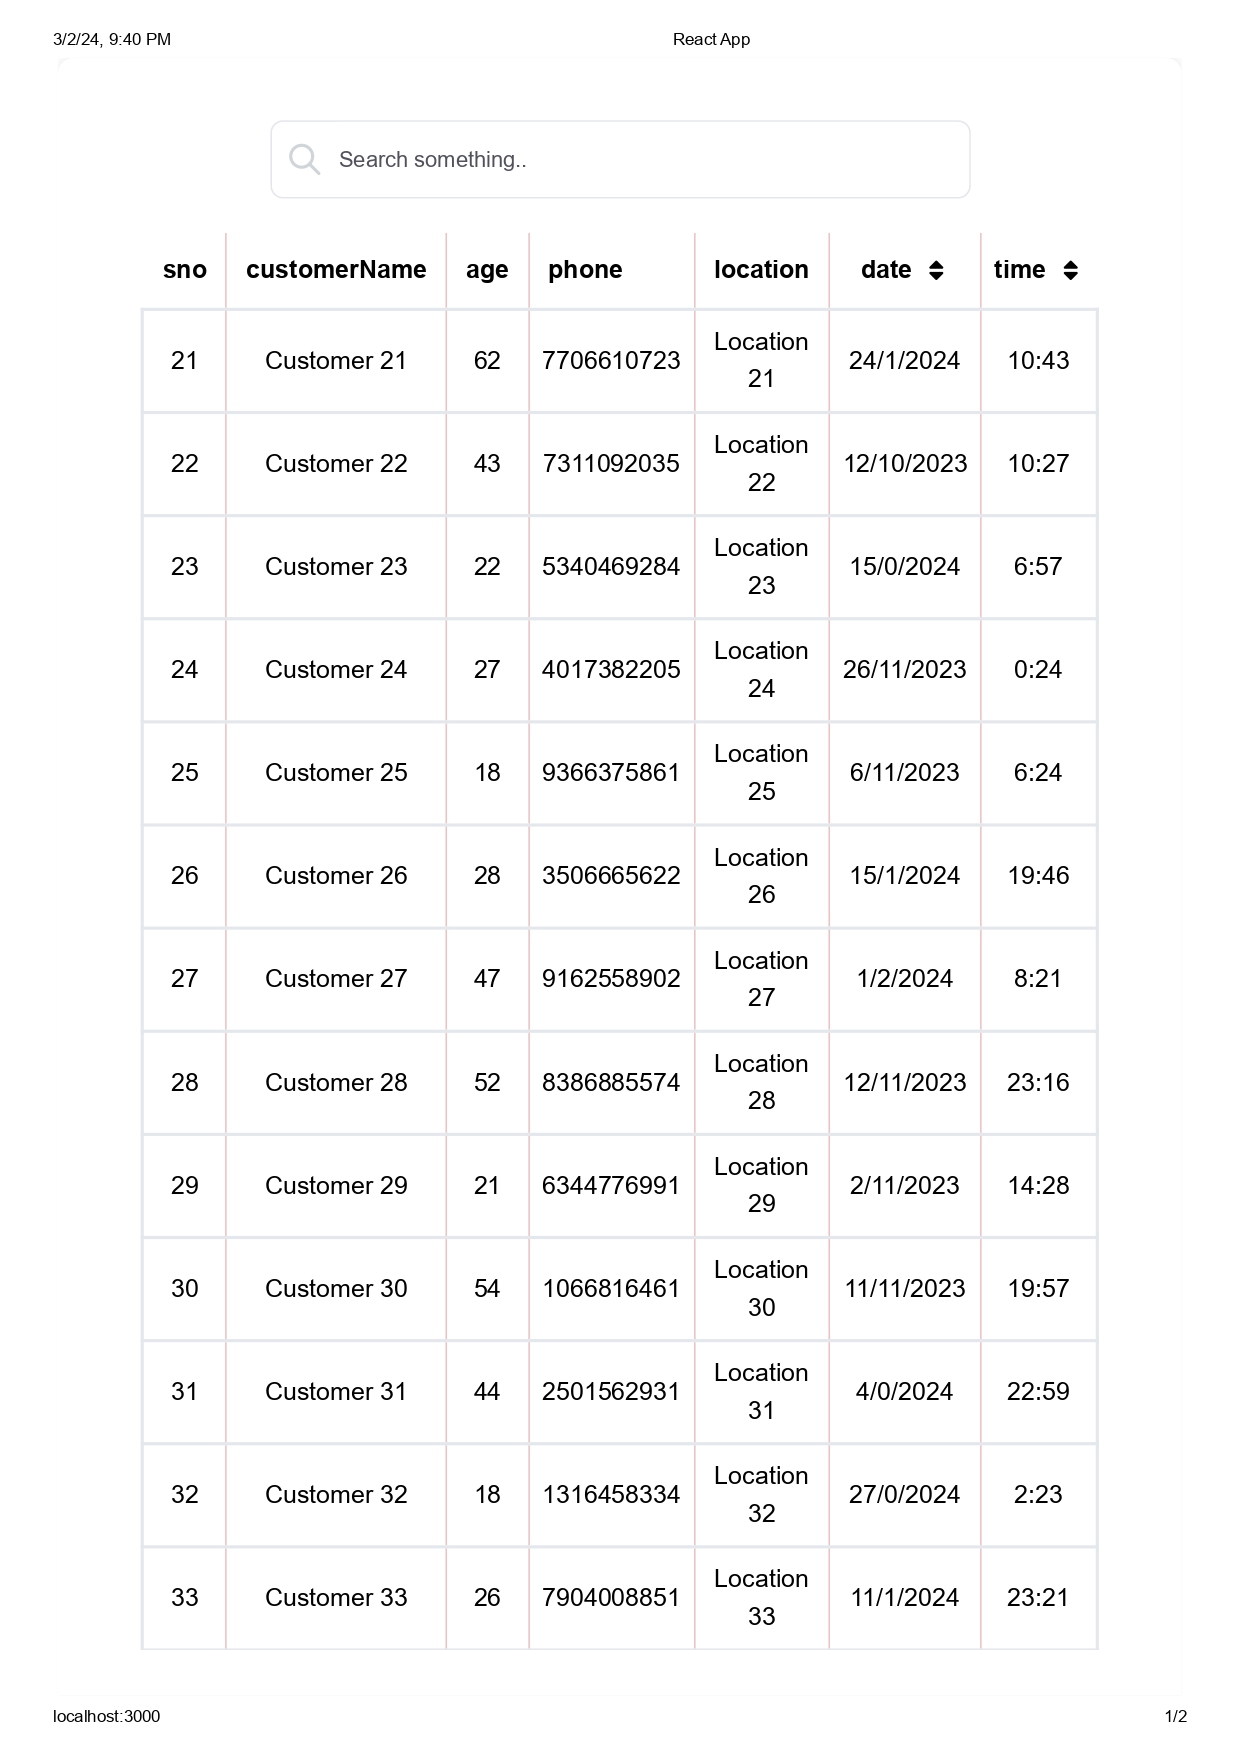 3/2/24, 9:40 PM React App
Search something..
sno customerName age phone location date time
21 Customer 21 62 7706610723 Location 21 24/1/2024 10:43
22 Customer 22 43 7311092035 Location 22 12/10/2023 10:27
23 Customer 23 22 5340469284 Location 23 15/0/2024 6:57
24 Customer 24 27 4017382205 Location 24 26/11/2023 0:24
25 Customer 25 18 9366375861 Location 25 6/11/2023 6:24
26 Customer 26 28 3506665622 Location 26 15/1/2024 19:46
27 Customer 27 47 9162558902 Location 27 1/2/2024 8:21
28 Customer 28 52 8386885574 Location 28 12/11/2023 23:16
29 Customer 29 21 6344776991 Location 29 2/11/2023 14:28
30 Customer 30 54 1066816461 Location 30 11/11/2023 19:57
31 Customer 31 44 2501562931 Location 31 4/0/2024 22:59
32 Customer 32 18 1316458334 Location 32 27/0/2024 2:23
33 Customer 33 26 7904008851 Location 33 11/1/2024 23:21
localhost:3000 1/2